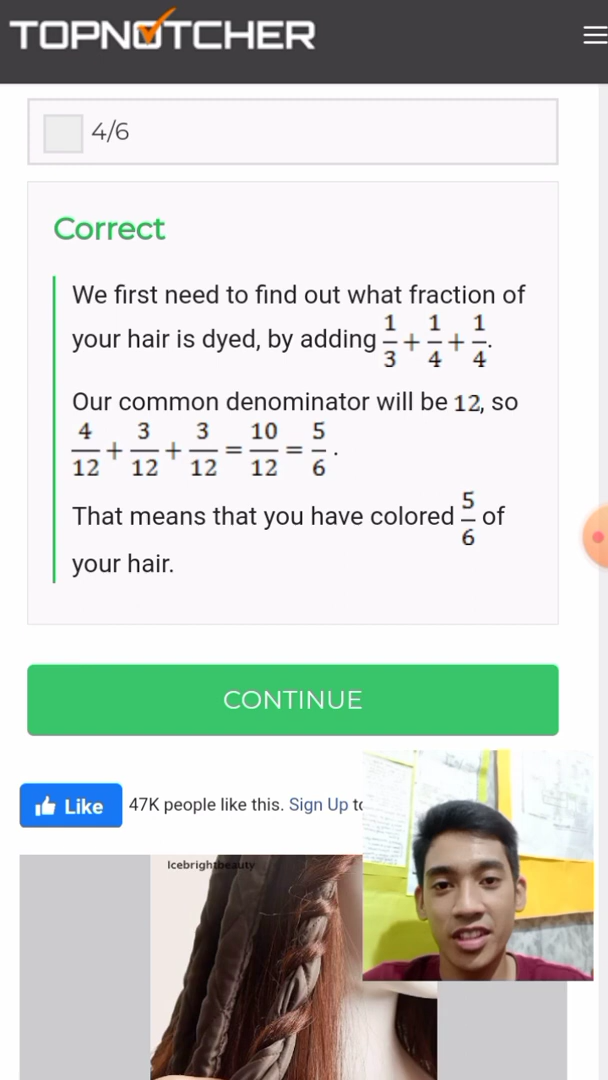 TOPNOTCHER
4/6
Correct
We first need to find out what fraction of
your hair is dyed, by adding 1/3 + 1/4 + 1/4.
Our common denominator will be 12, so
4/12 + 3/12 + 3/12 = 10/12 = 5/6 .
That means that you have colored 5/6 of
your hair.
CONTINUE
Like
47K people like this. Sign Up to
Icebrightbeauty